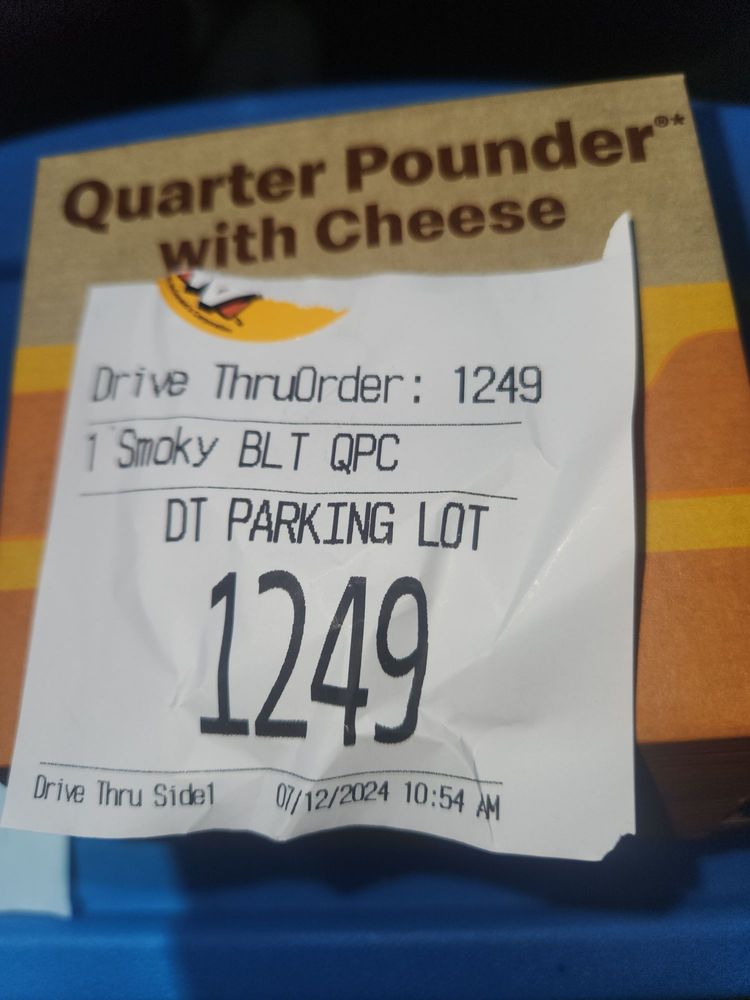 Quarter Pounder®*
with Cheese
Drive ThruOrder: 1249
1 Smoky BLT QPC
DT PARKING LOT
1249
Drive Thru Side1 07/12/2024 10:54 AM